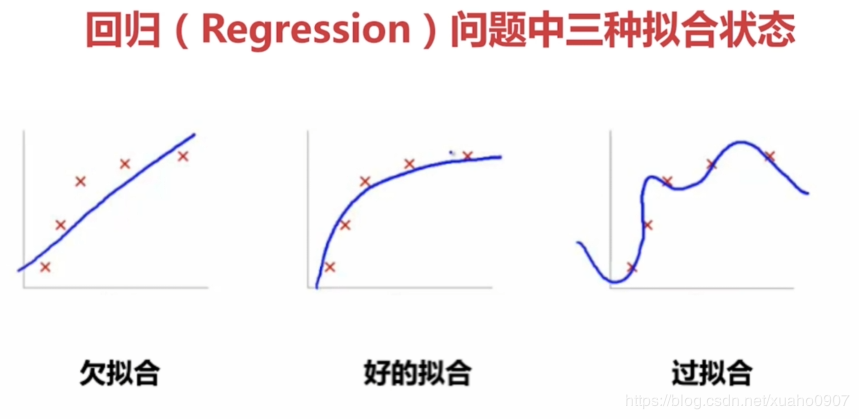 回归（Regression）问题中三种拟合状态
欠拟合
好的拟合
过拟合
https://blog.csdn.net/xuaho0907